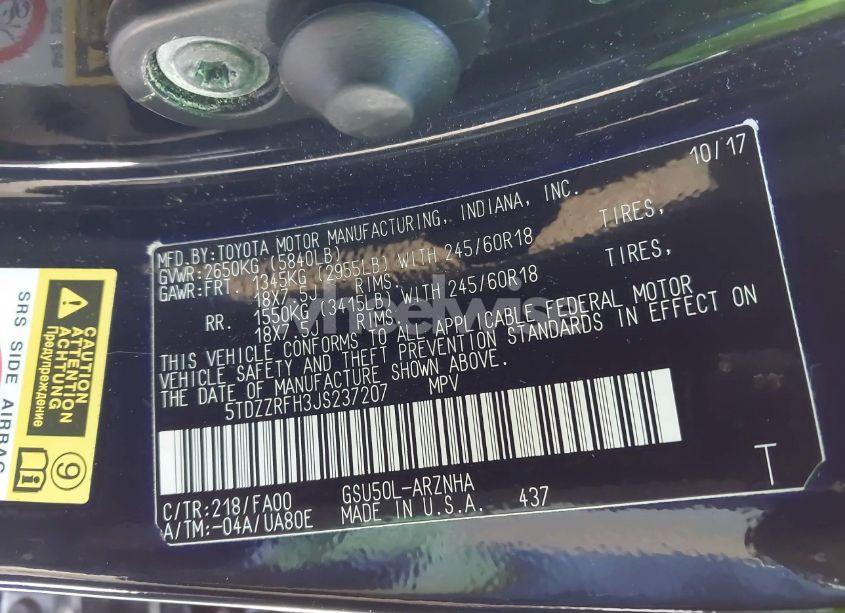 10/17
MFD.BY:TOYOTA MOTOR MANUFACTURING, INDIANA, INC.
GVWR:2650KG (5840LB)
GAWR:FRT. 1345KG (2955LB) WITH 245/60R18 TIRES,
18X7.5J RIMS.
RR. 1550KG (3415LB) WITH 245/60R18 TIRES,
18X7.5J RIMS.
THIS VEHICLE CONFORMS TO ALL APPLICABLE FEDERAL MOTOR
VEHICLE SAFETY AND THEFT PREVENTION STANDARDS IN EFFECT ON
THE DATE OF MANUFACTURE SHOWN ABOVE.
5TDZZRFH3JS237207 MPV
C/TR:218/FA00 GSU50L-ARZNHA
A/TM:-04A/UA80E MADE IN U.S.A. 437
T
SRS SIDE AIRBAG
CAUTION
ATTENTION
ACHTUNG
Предупреждение
9
wheelwis